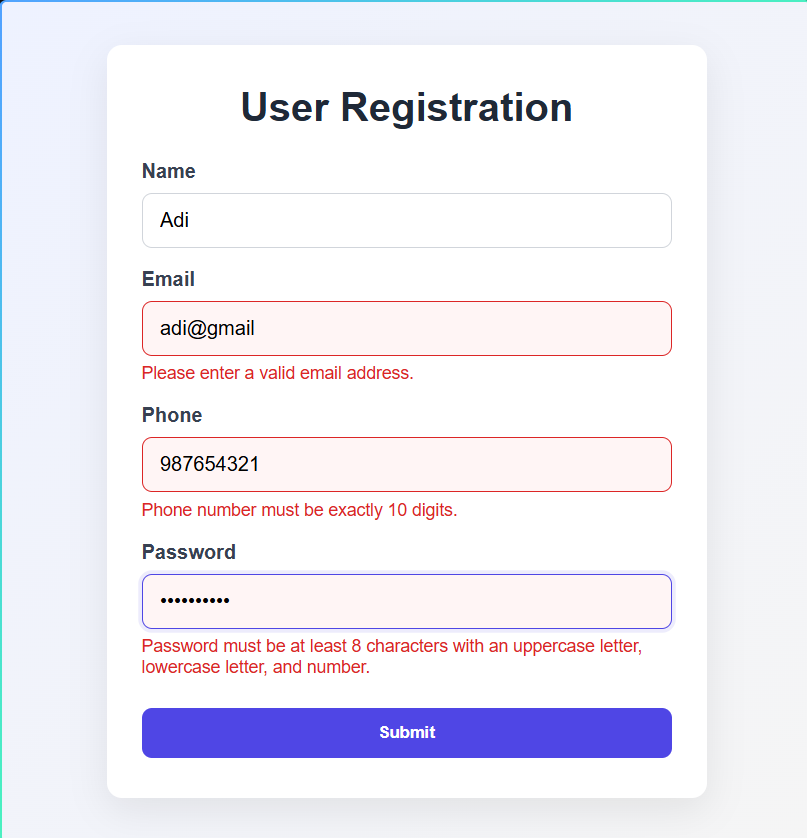 User Registration
Name
Adi
Email
adi@gmail
Please enter a valid email address.
Phone
987654321
Phone number must be exactly 10 digits.
Password
••••••••••
Password must be at least 8 characters with an uppercase letter,
lowercase letter, and number.
Submit